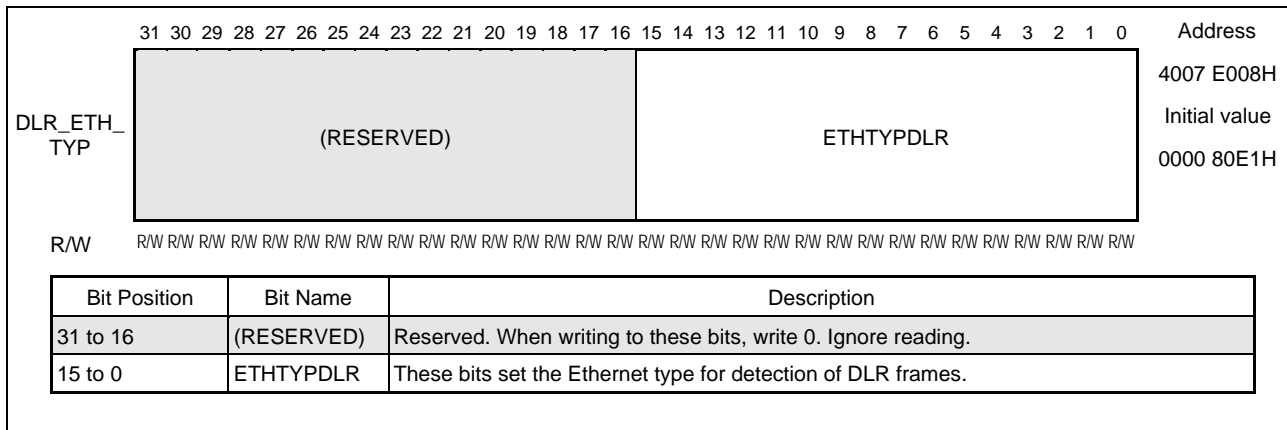 31 30 29 28 27 26 25 24 23 22 21 20 19 18 17 16 15 14 13 12 11 10 9 8 7 6 5 4 3 2 1 0 Address
4007 E008H
Initial value
0000 80E1H
DLR_ETH_
TYP
(RESERVED) ETHTYPDLR
R/W R/W R/W R/W R/W R/W R/W R/W R/W R/W R/W R/W R/W R/W R/W R/W R/W R/W R/W R/W R/W R/W R/W R/W R/W R/W R/W R/W R/W R/W R/W R/W R/W
Bit Position Bit Name Description
31 to 16 (RESERVED) Reserved. When writing to these bits, write 0. Ignore reading.
15 to 0 ETHTYPDLR These bits set the Ethernet type for detection of DLR frames.